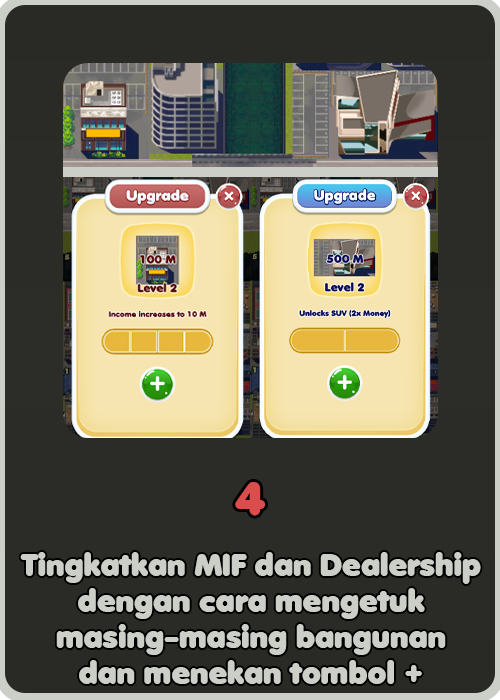 Upgrade
100 M
Level 2
Income increases to 10 M
+
Upgrade
500 M
Level 2
Unlocks SUV (2x Money)
+
4
Tingkatkan MIF dan Dealership
dengan cara mengetuk
masing-masing bangunan
dan menekan tombol +